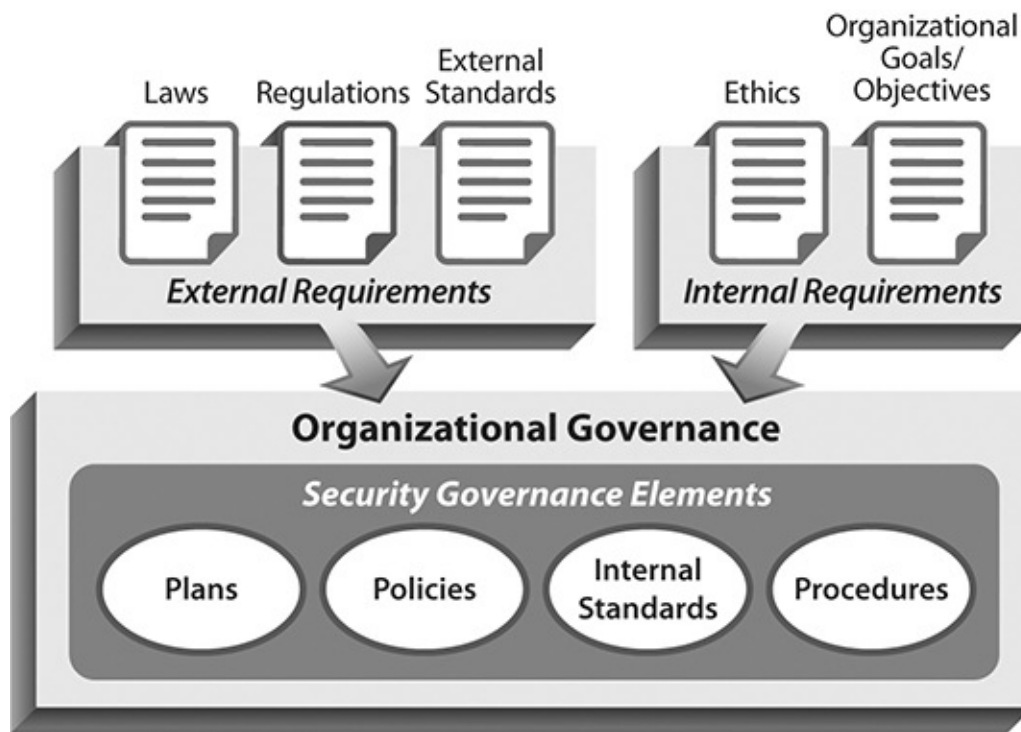 Laws
Regulations
External
Standards
Ethics
Organizational
Goals/
Objectives
External Requirements
Internal Requirements
Organizational Governance
Security Governance Elements
Plans
Policies
Internal
Standards
Procedures